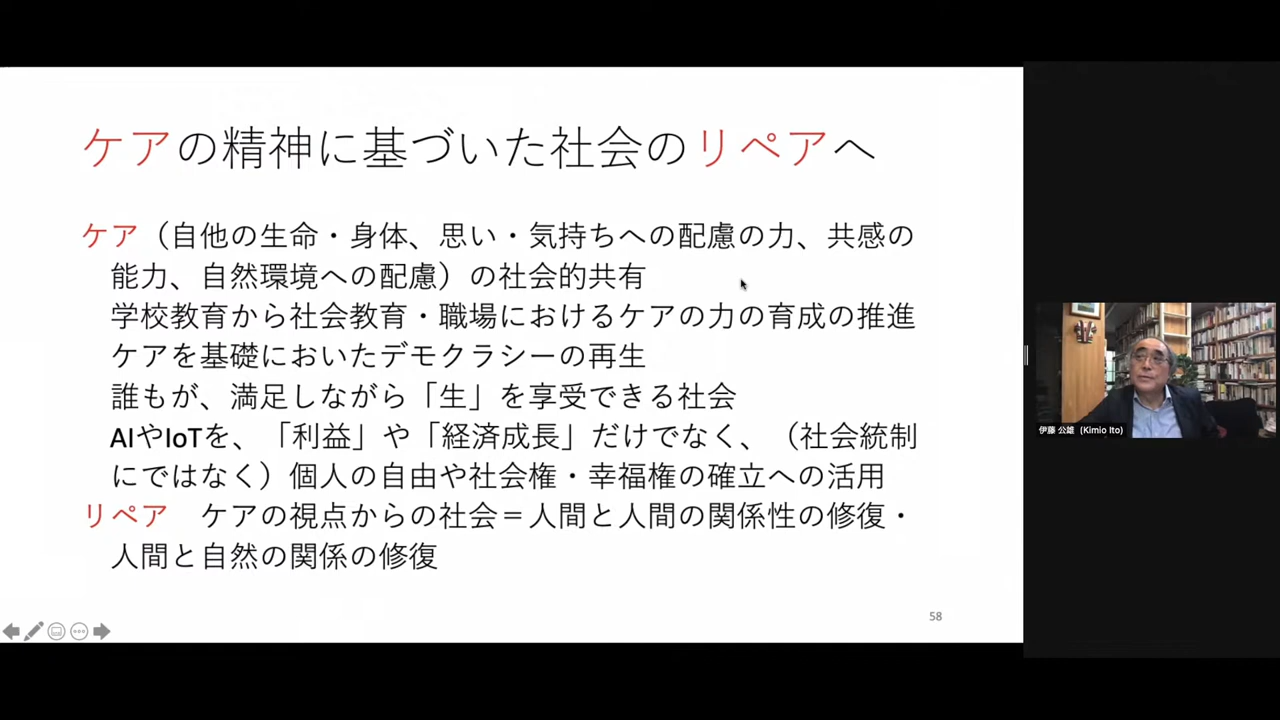 ケアの精神に基づいた社会のリペアへ
ケア（自他の生命・身体、思い・気持ちへの配慮の力、共感の
能力、自然環境への配慮）の社会的共有
学校教育から社会教育・職場におけるケアの力の育成の推進
ケアを基礎においたデモクラシーの再生
誰もが、満足しながら「生」を享受できる社会
AIやIoTを、「利益」や「経済成長」だけでなく、（社会統制
にではなく）個人の自由や社会権・幸福権の確立への活用
リペア　ケアの視点からの社会＝人間と人間の関係性の修復・
人間と自然の関係の修復
58
伊藤 公雄 (Kimio Ito)